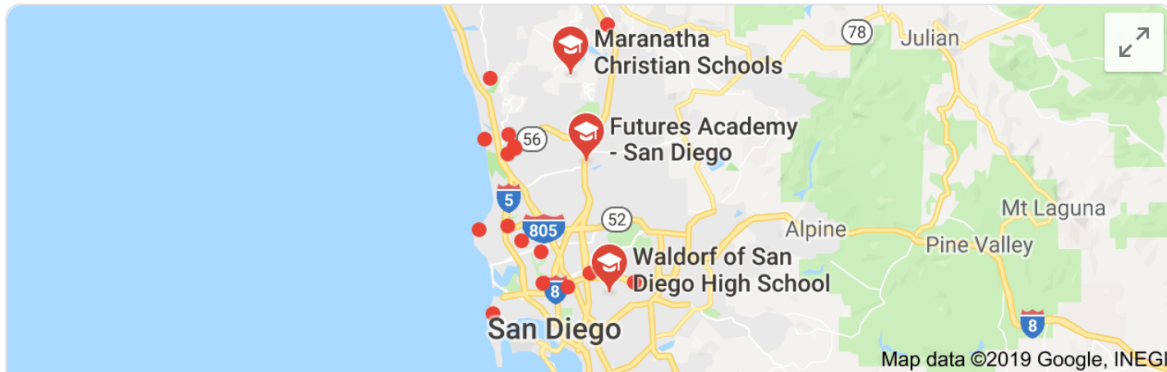 Maranatha
Christian Schools
78
Julian
Futures Academy
- San Diego
56
5
52
805
Mt Laguna
Alpine
Pine Valley
Waldorf of San
Diego High School
8
San Diego
8
Map data ©2019 Google, INEGI